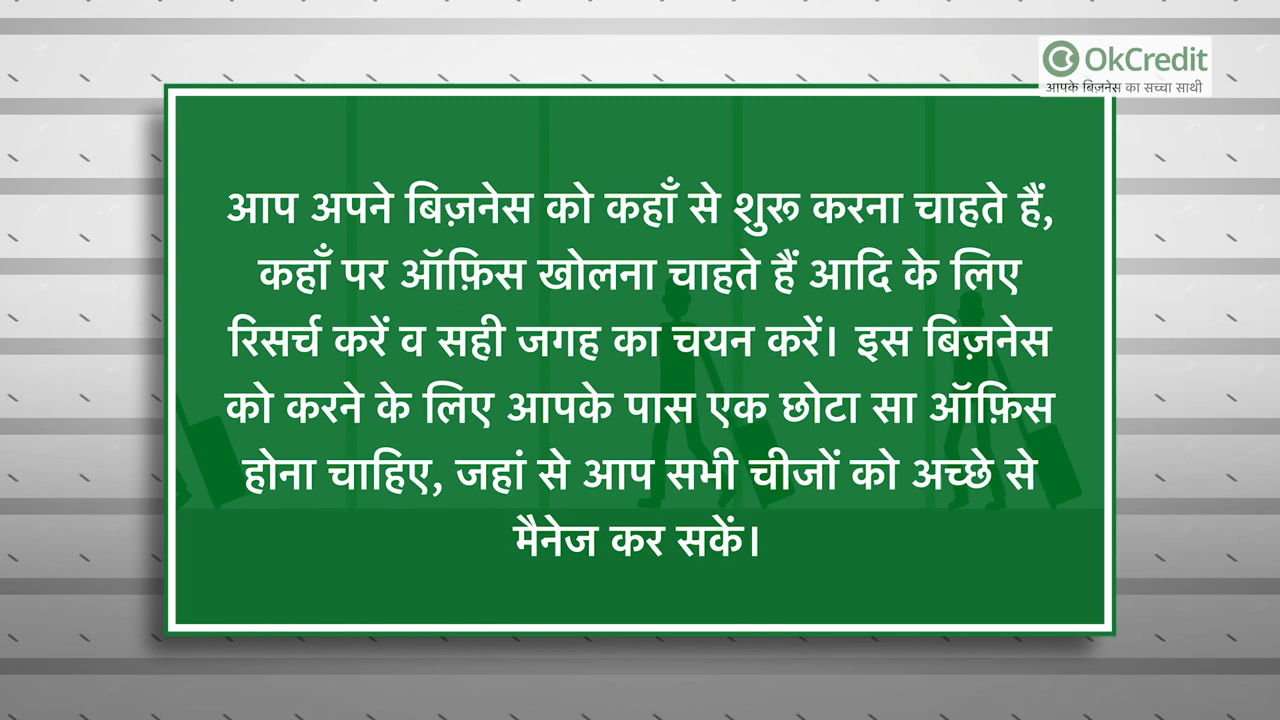 OkCredit
आपके बिज़नेस का सच्चा साथी
आप अपने बिज़नेस को कहाँ से शुरू करना चाहते हैं,
कहाँ पर ऑफ़िस खोलना चाहते हैं आदि के लिए
रिसर्च करें व सही जगह का चयन करें। इस बिज़नेस
को करने के लिए आपके पास एक छोटा सा ऑफ़िस
होना चाहिए, जहां से आप सभी चीजों को अच्छे से
मैनेज कर सकें।